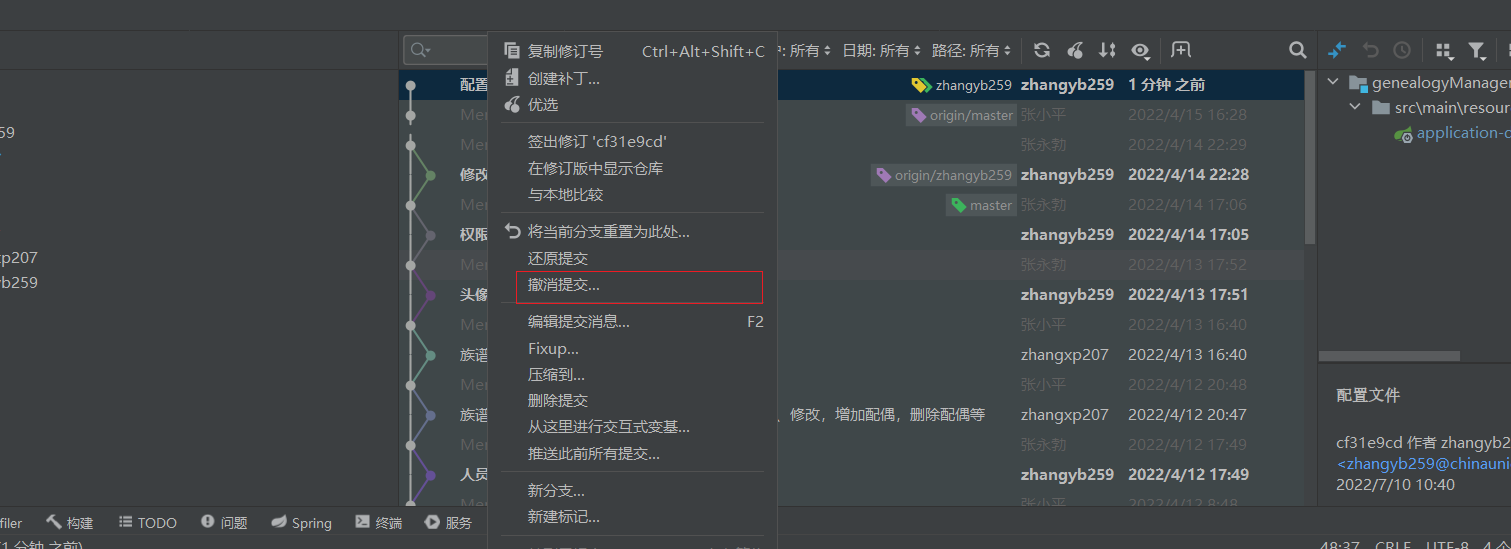 : 所有 日期: 所有 路径: 所有
复制修订号 Ctrl+Alt+Shift+C
创建补丁...
优选
签出修订 'cf31e9cd'
在修订版中显示仓库
与本地比较
将当前分支重置为此处...
还原提交
撤消提交...
编辑提交消息... F2
Fixup...
压缩到...
删除提交
从这里进行交互式变基...
推送此前所有提交...
新分支...
新建标记...
59
xp207
yb259
配置 zhangyb259 zhangyb259 1 分钟 之前
origin/master 张小平 2022/4/15 16:28
Mer 张永勃 2022/4/14 22:29
修改 origin/zhangyb259 zhangyb259 2022/4/14 22:28
Mer master 张永勃 2022/4/14 17:06
权限 zhangyb259 2022/4/14 17:05
Mer 张永勃 2022/4/13 17:52
头像 zhangyb259 2022/4/13 17:51
Mer 张小平 2022/4/13 16:40
族谱 zhangxp207 2022/4/13 16:40
Mer 张小平 2022/4/12 20:48
族谱 、修改，增加配偶，删除配偶等 zhangxp207 2022/4/12 20:47
Mer 张永勃 2022/4/12 17:49
人员 zhangyb259 2022/4/12 17:49
Mer 张小平 2022/4/12 8:48
genealogyManager
src\main\resour
application-d
配置文件
cf31e9cd 作者 zhangyb2
<zhangyb259@chinauni
2022/7/10 10:40
filer 构建 TODO 问题 Spring 终端 服务
(1 分钟 之前) 48:37 CRLF UTF-8 4 个